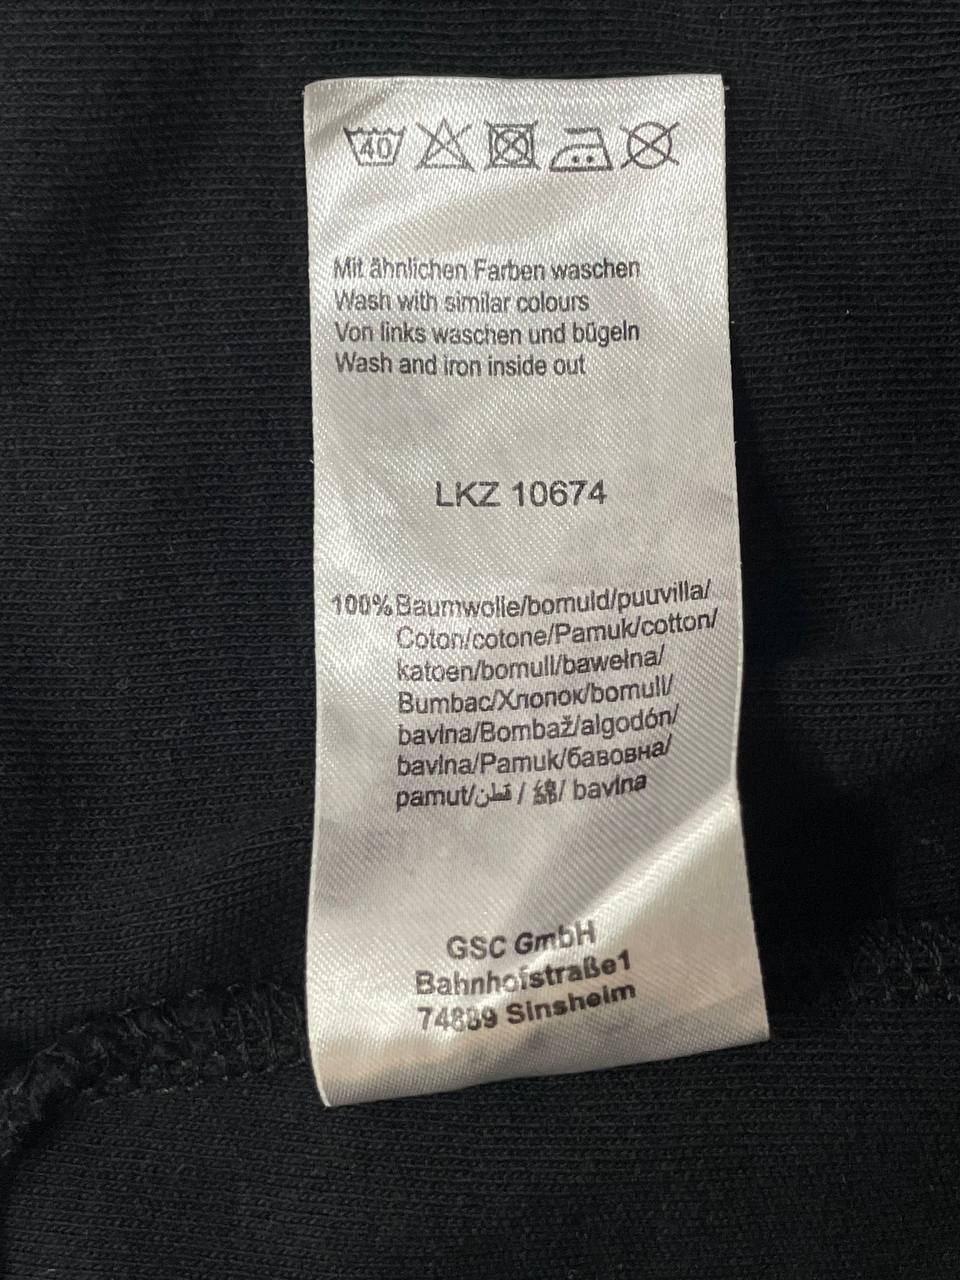 40
Mit ähnlichen Farben waschen
Wash with similar colours
Von links waschen und bügeln
Wash and iron inside out
LKZ 10674
100% Baumwolle/bomuld/puuvilla/
Coton/cotone/Pamuk/cotton/
katoen/bomull/bawełna/
Bumbac/Хлопок/bomull/
bavlna/Bombaž/algodón/
bavlna/Pamuk/бавовна/
pamut/قطن / 綿/ bavlna
GSC GmbH
Bahnhofstraße1
74889 Sinsheim